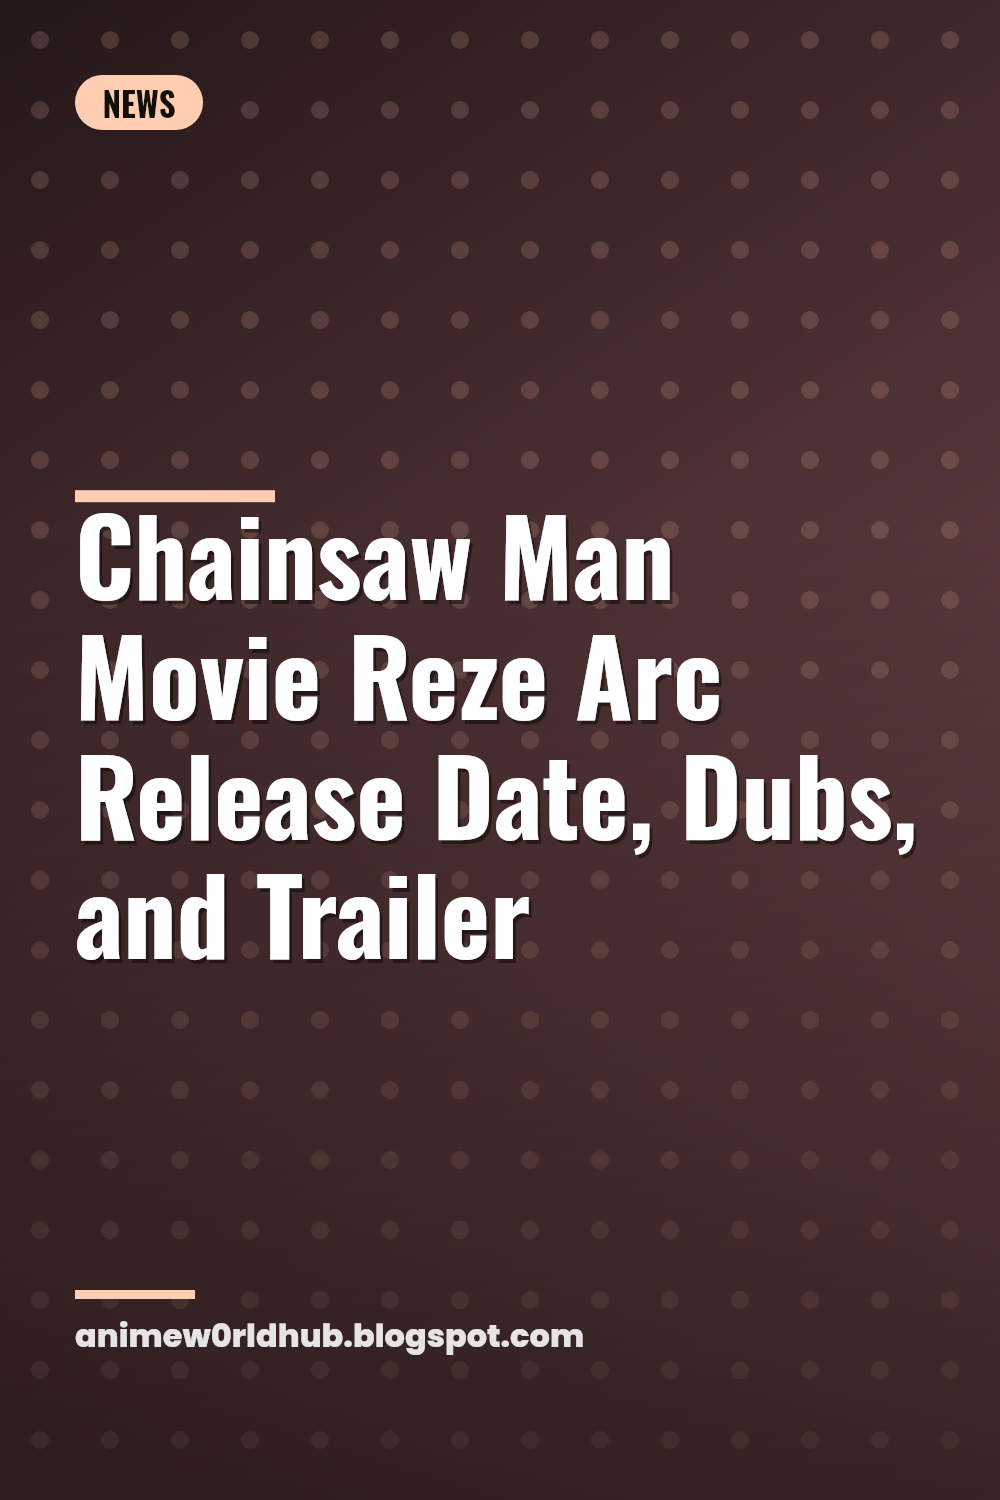 NEWS
Chainsaw Man
Movie Reze Arc
Release Date, Dubs,
and Trailer
animew0rldhub.blogspot.com